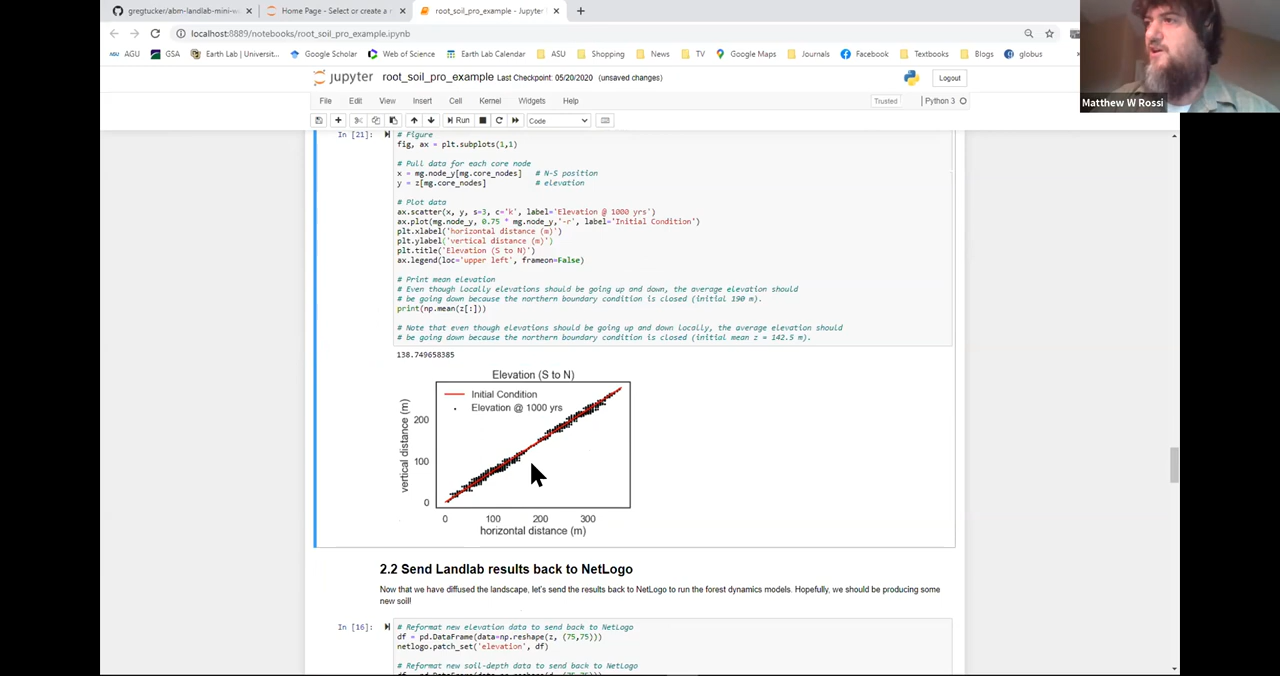 gregtucker/abm-landlab-mini-w
Home Page - Select or create a n
root_soil_pro_example - Jupyter
localhost:8889/notebooks/root_soil_pro_example.ipynb
AGU
GSA
Earth Lab | Universit...
Google Scholar
Web of Science
Earth Lab Calendar
ASU
Shopping
News
TV
Google Maps
Journals
Facebook
Textbooks
Blogs
globus
Matthew W Rossi
jupyter root_soil_pro_example Last Checkpoint: 05/20/2020 (unsaved changes)
Logout
File Edit View Insert Cell Kernel Widgets Help
Trusted
Python 3
Run
Code
In [21]:
# Figure
fig, ax = plt.subplots(1,1)
# Pull data for each core node
x = mg.node_y[mg.core_nodes] # N-S position
y = z[mg.core_nodes] # elevation
# Plot data
ax.scatter(x, y, s=3, c='k', label='Elevation @ 1000 yrs')
ax.plot(mg.node_y, 0.75 * mg.node_y,'-r', label='Initial Condition')
plt.xlabel('horizontal distance (m)')
plt.ylabel('vertical distance (m)')
plt.title('Elevation (S to N)')
ax.legend(loc='upper left', frameon=False)
# Print mean elevation
# Even though locally elevations should be going up and down, the average elevation should
# be going down because the northern boundary condition is closed (initial 190 m).
print(np.mean(z[:]))
# Note that even though elevations should be going up and down locally, the average elevation should
# be going down because the northern boundary condition is closed (initial mean z = 142.5 m).
138.749658385
Elevation (S to N)
Initial Condition
Elevation @ 1000 yrs
vertical distance (m)
200
100
0
0 100 200 300
horizontal distance (m)
2.2 Send Landlab results back to NetLogo
Now that we have diffused the landscape, let's send the results back to NetLogo to run the forest dynamics models. Hopefully, we should be producing some
new soil!
In [16]:
# Reformat new elevation data to send back to NetLogo
df = pd.DataFrame(data=np.reshape(z, (75,75)))
netlogo.patch_set('elevation', df)
# Reformat new soil-depth data to send back to NetLogo